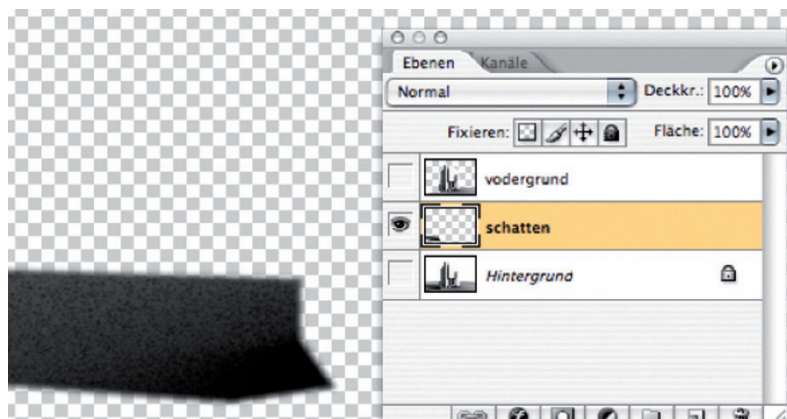 Ebenen Kanäle
Normal Deckkr.: 100%
Fixieren: Fläche: 100%
vodergrund
schatten
Hintergrund